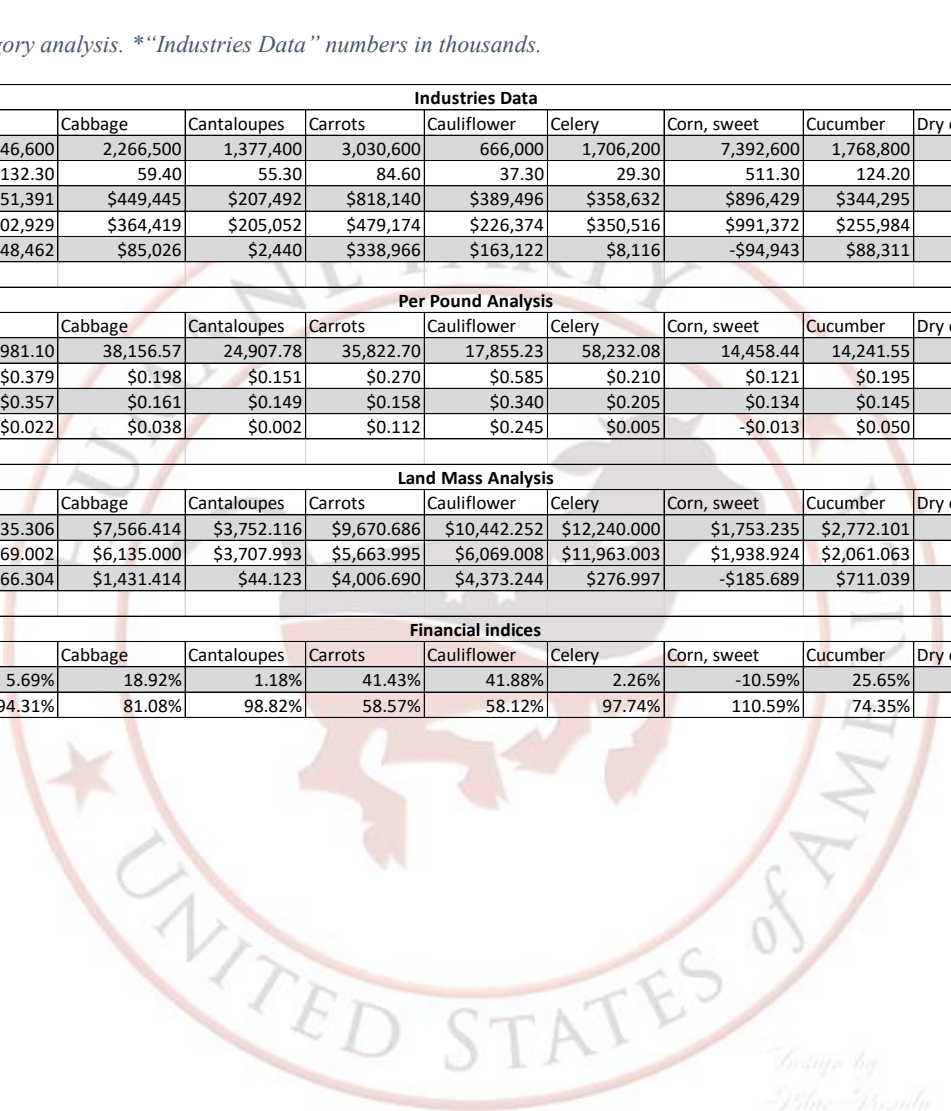 gory analysis. *“Industries Data” numbers in thousands.
Industries Data
Cabbage Cantaloupes Carrots Cauliflower Celery Corn, sweet Cucumber Dry
46,600 2,266,500 1,377,400 3,030,600 666,000 1,706,200 7,392,600 1,768,800
132.30 59.40 55.30 84.60 37.30 29.30 511.30 124.20
51,391 $449,445 $207,492 $818,140 $389,496 $358,632 $896,429 $344,295
02,929 $364,419 $205,052 $479,174 $226,374 $350,516 $991,372 $255,984
48,462 $85,026 $2,440 $338,966 $163,122 $8,116 -$94,943 $88,311
Per Pound Analysis
Cabbage Cantaloupes Carrots Cauliflower Celery Corn, sweet Cucumber Dry
981.10 38,156.57 24,907.78 35,822.70 17,855.23 58,232.08 14,458.44 14,241.55
$0.379 $0.198 $0.151 $0.270 $0.585 $0.210 $0.121 $0.195
$0.357 $0.161 $0.149 $0.158 $0.340 $0.205 $0.134 $0.145
$0.022 $0.038 $0.002 $0.112 $0.245 $0.005 -$0.013 $0.050
Land Mass Analysis
Cabbage Cantaloupes Carrots Cauliflower Celery Corn, sweet Cucumber Dry
35.306 $7,566.414 $3,752.116 $9,670.686 $10,442.252 $12,240.000 $1,753.235 $2,772.101
69.002 $6,135.000 $3,707.993 $5,663.995 $6,069.008 $11,963.003 $1,938.924 $2,061.063
66.304 $1,431.414 $44.123 $4,006.690 $4,373.244 $276.997 -$185.689 $711.039
Financial indices
Cabbage Cantaloupes Carrots Cauliflower Celery Corn, sweet Cucumber Dry
5.69% 18.92% 1.18% 41.43% 41.88% 2.26% -10.59% 25.65%
94.31% 81.08% 98.82% 58.57% 58.12% 97.74% 110.59% 74.35%
HUMANE PARTY
UNITED STATES of AMERICA
Design by